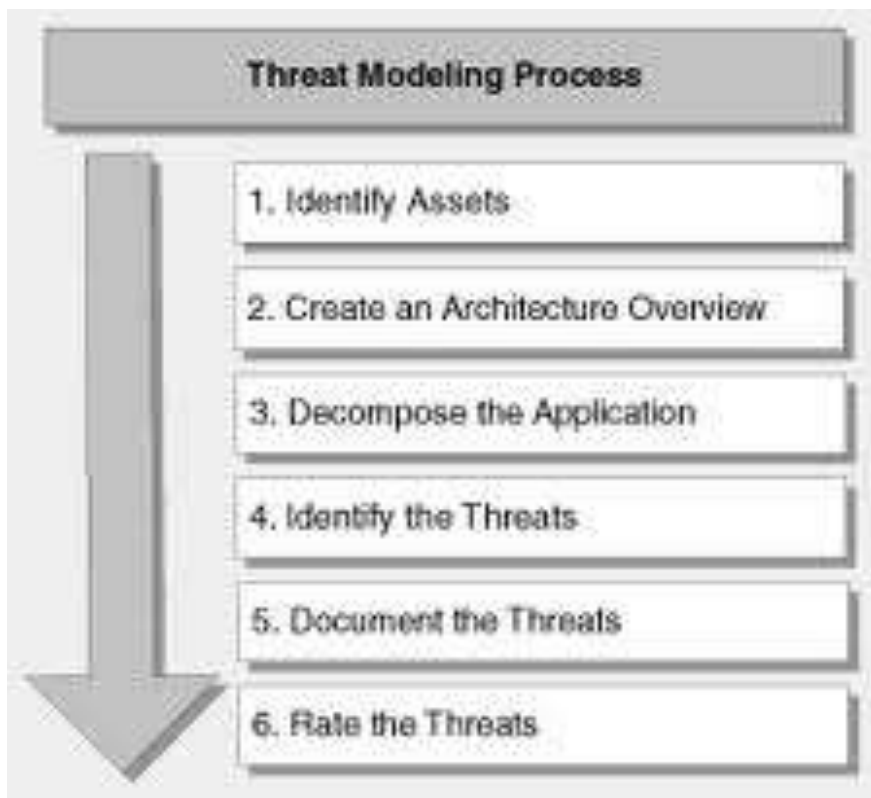 Threat Modeling Process
1. Identify Assets
2. Create an Architecture Overview
3. Decompose the Application
4. Identify the Threats
5. Document the Threats
6. Rate the Threats